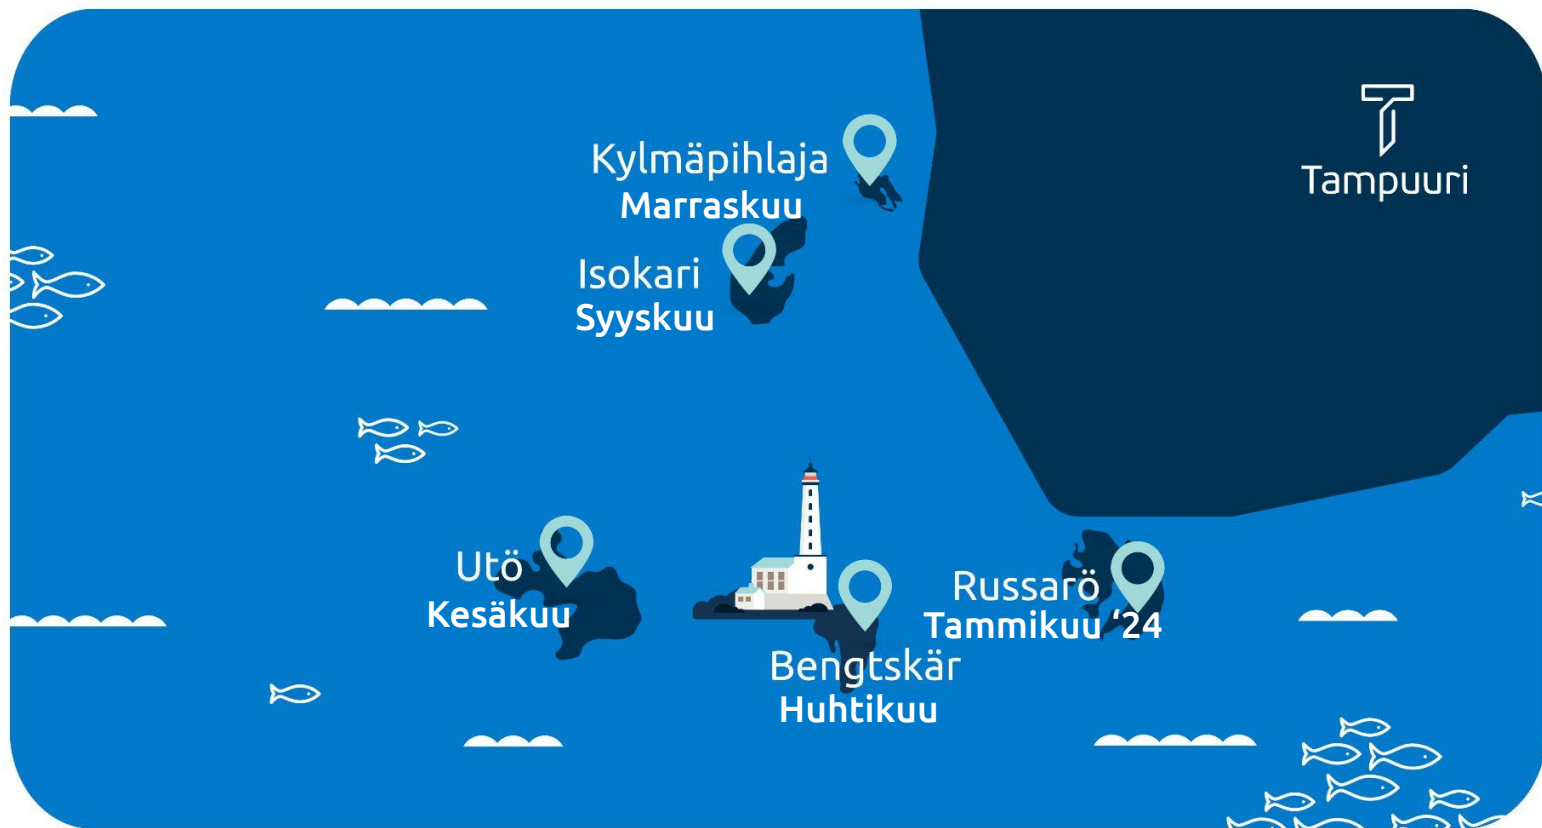 Tampuuri
Kylmäpihlaja
Marraskuu
Isokari
Syyskuu
Utö
Kesäkuu
Russarö
Tammikuu ‘24
Bengtskär
Huhtikuu